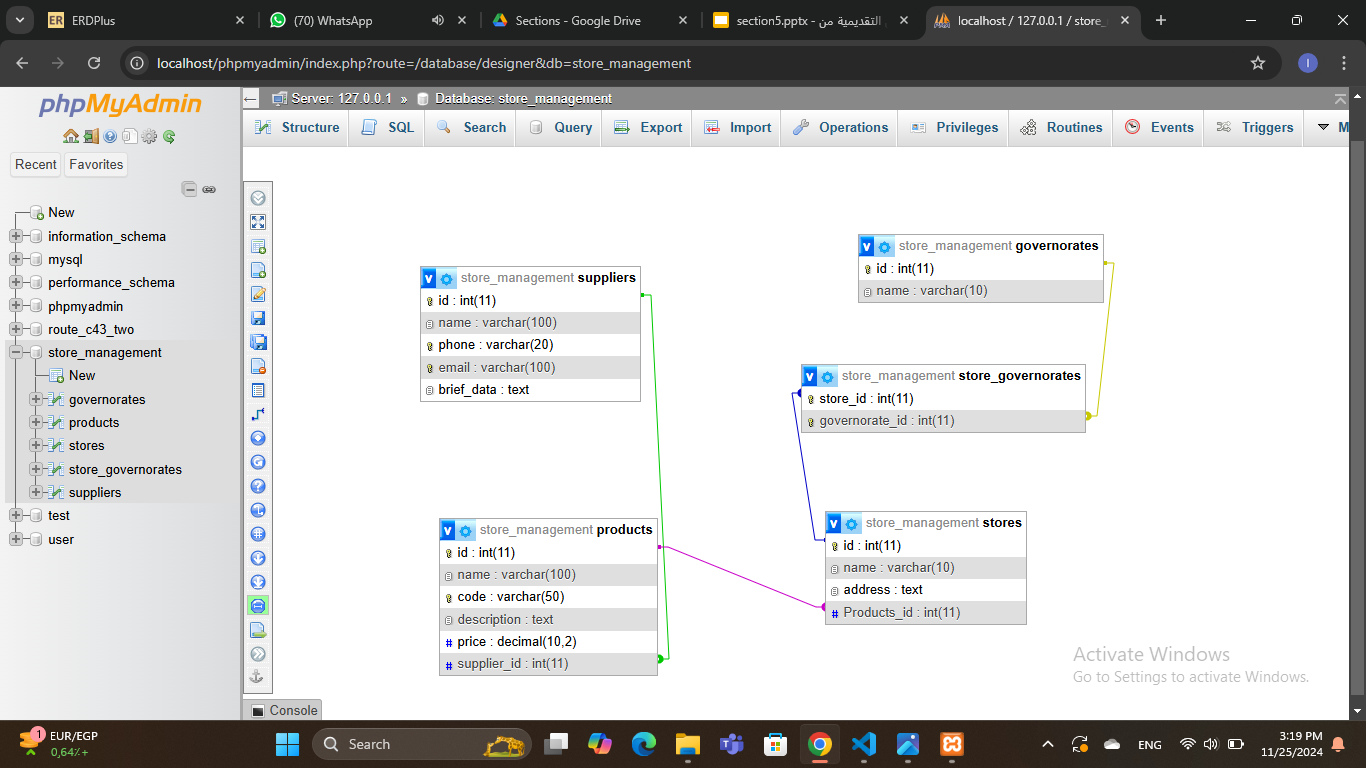 ERDPlus
(70) WhatsApp
Sections - Google Drive
section5.pptx - التقديمية من
localhost / 127.0.0.1 / store_
localhost/phpmyadmin/index.php?route=/database/designer&db=store_management
I
phpMyAdmin
Recent
Favorites
New
information_schema
mysql
performance_schema
phpmyadmin
route_c43_two
store_management
New
governorates
products
stores
store_governorates
suppliers
test
user
Server: 127.0.0.1 » Database: store_management
Structure
SQL
Search
Query
Export
Import
Operations
Privileges
Routines
Events
Triggers
M
store_management suppliers
id : int(11)
name : varchar(100)
phone : varchar(20)
email : varchar(100)
brief_data : text
store_management governorates
id : int(11)
name : varchar(10)
store_management store_governorates
store_id : int(11)
governorate_id : int(11)
store_management products
id : int(11)
name : varchar(100)
code : varchar(50)
description : text
# price : decimal(10,2)
# supplier_id : int(11)
store_management stores
id : int(11)
name : varchar(10)
address : text
# Products_id : int(11)
Console
Activate Windows
Go to Settings to activate Windows.
1
EUR/EGP
0,64٪+
Search
ENG
3:19 PM
11/25/2024